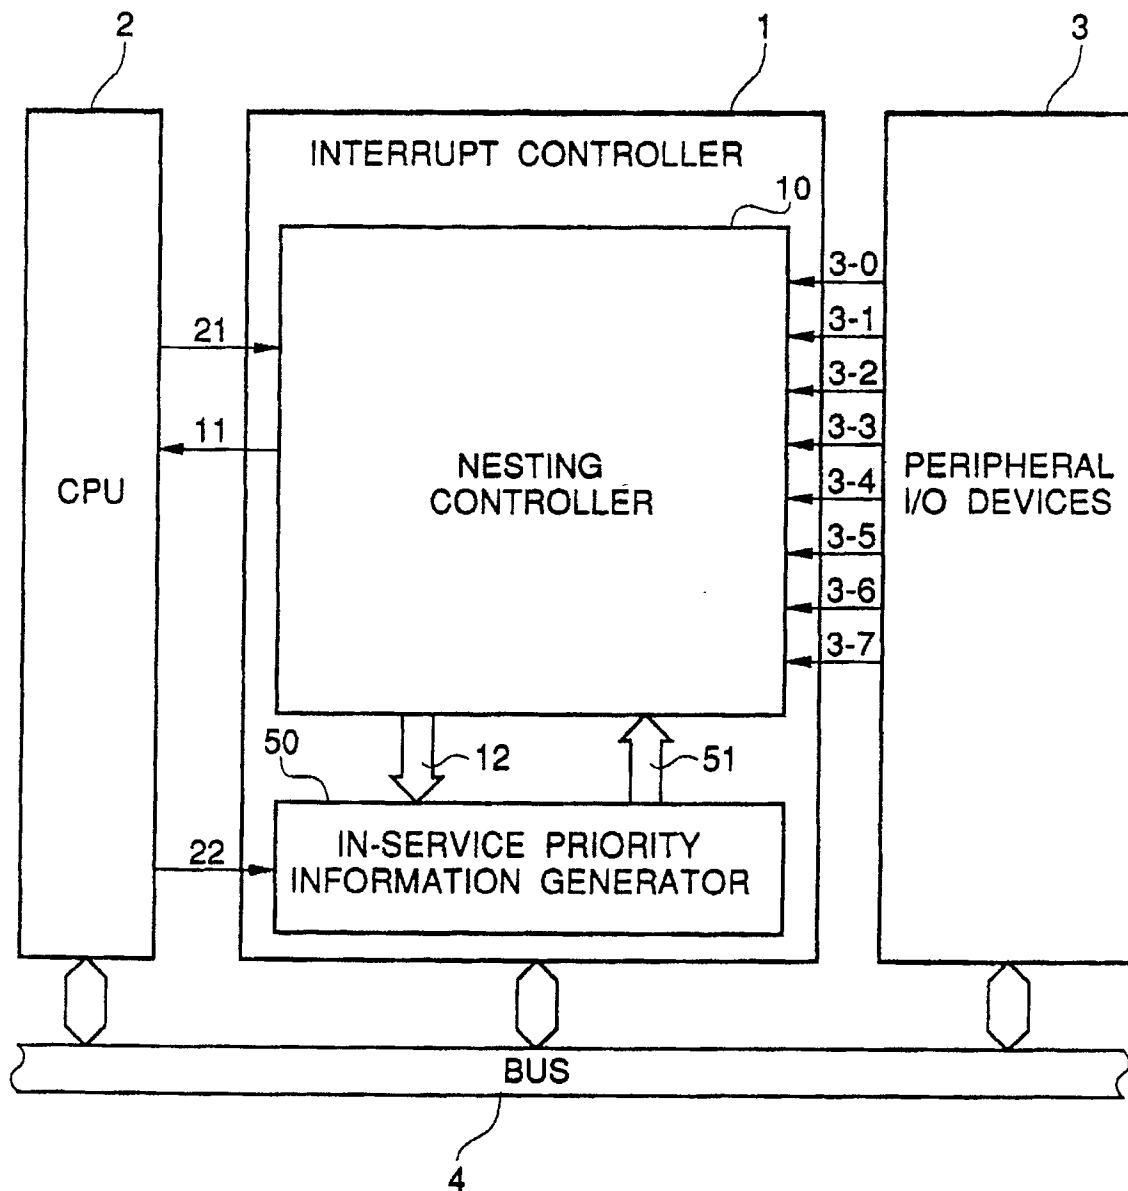 2
1
3
INTERRUPT CONTROLLER
10
3-0
3-1
21
3-2
11
3-3
CPU
NESTING
CONTROLLER
PERIPHERAL
I/O DEVICES
3-4
3-5
3-6
3-7
50
12
51
22
IN-SERVICE PRIORITY
INFORMATION GENERATOR
BUS
4